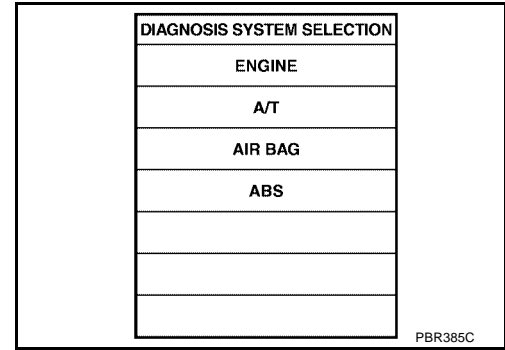 DIAGNOSIS SYSTEM SELECTION
ENGINE
A/T
AIR BAG
ABS
PBR385C